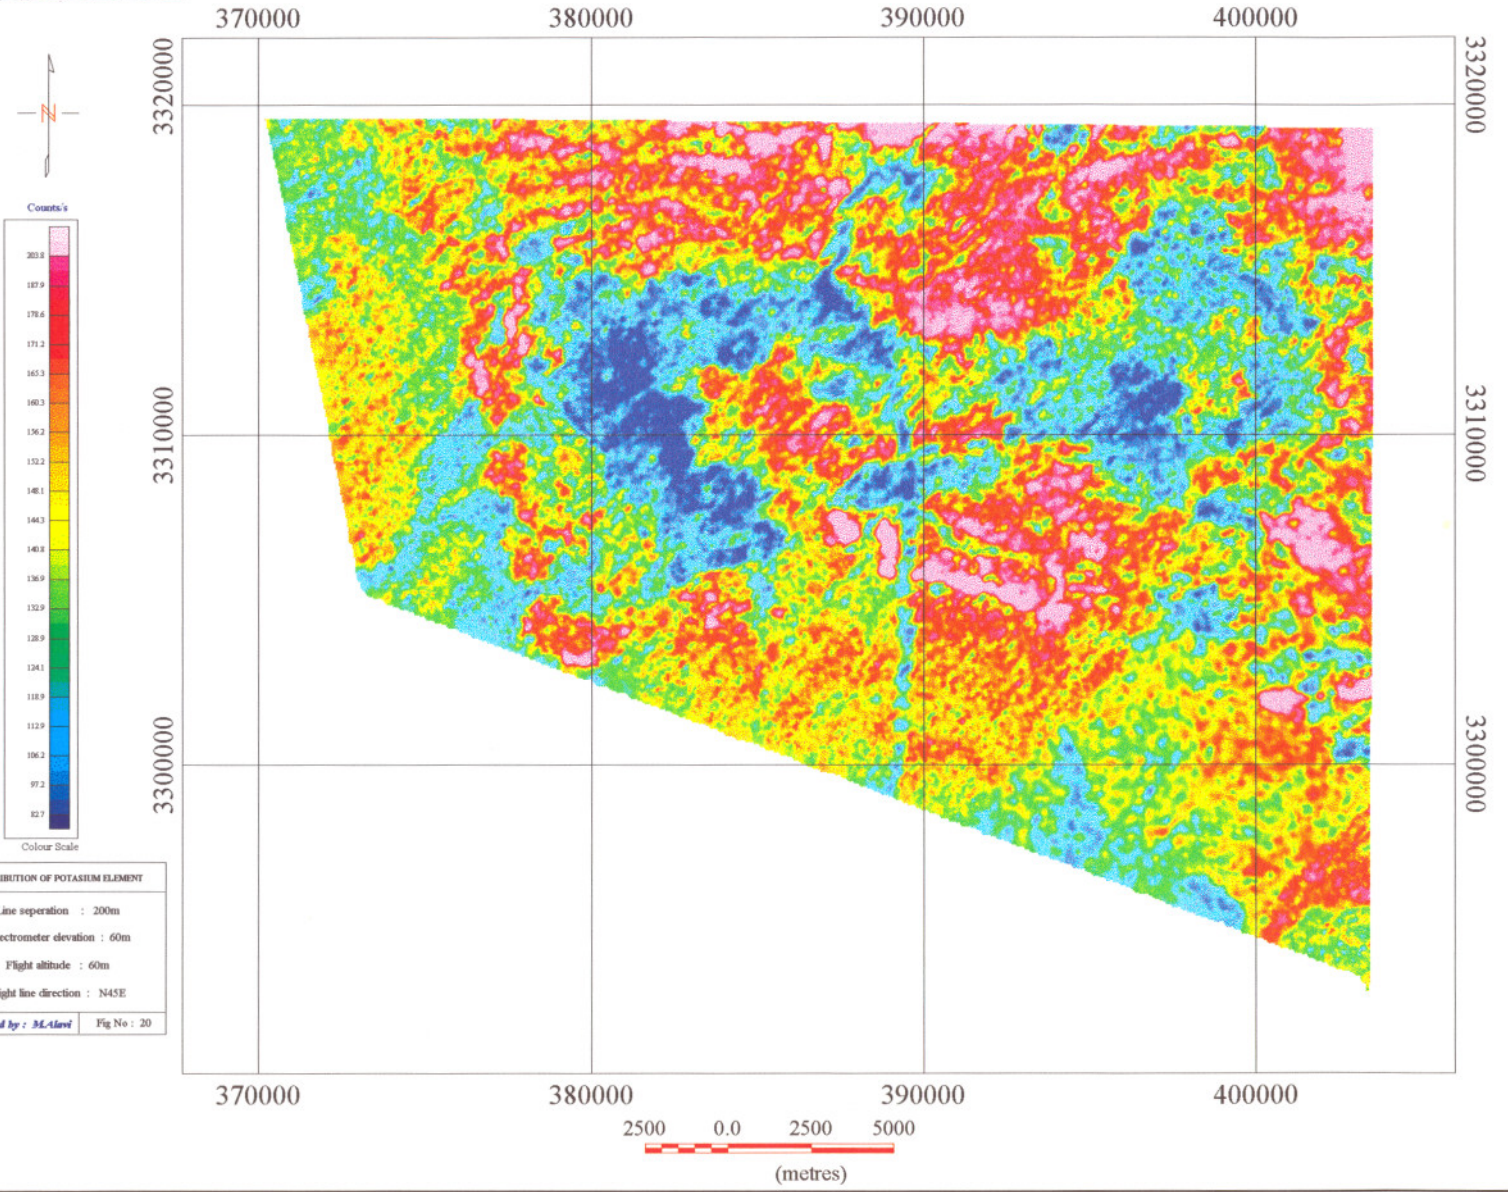 370000 380000 390000 400000
3320000 3320000
N
Counts/s
203.8
187.9
178.6
171.2
165.3
160.3
156.2
152.2
148.1
144.3
140.8
136.9
132.9
128.9
124.1
118.9
112.9
106.2
97.2
82.7
Colour Scale
3310000 3310000
3300000 3300000
IBUTION OF POTASIUM ELEMENT
ine seperation : 200m
ectrometer elevation : 60m
Flight altitude : 60m
ight line direction : N45E
d by : M.Alavi Fig No : 20
370000 380000 390000 400000
2500 0.0 2500 5000
(metres)